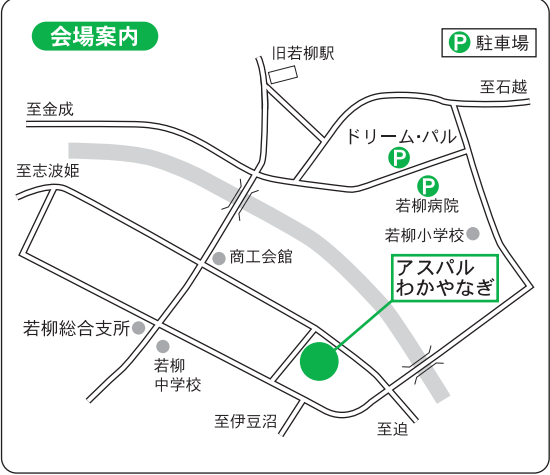 会場案内
P 駐車場
旧若柳駅
至石越
至金成
ドリーム・パル
P
至志波姫
P
若柳病院
若柳小学校
商工会館
アスパル
わかやなぎ
若柳総合支所
若柳
中学校
至伊豆沼
至迫